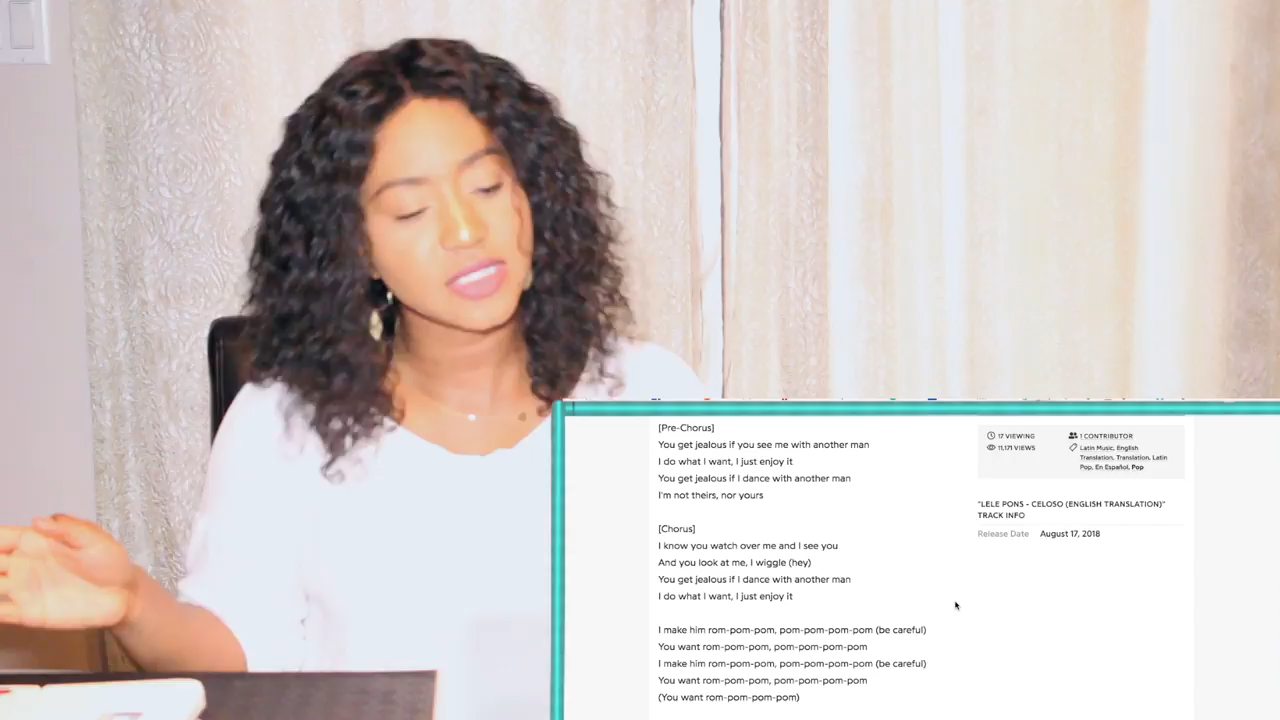 [Pre-Chorus]
You get jealous if you see me with another man
I do what I want, I just enjoy it
You get jealous if I dance with another man
I'm not theirs, nor yours
[Chorus]
I know you watch over me and I see you
And you look at me, I wiggle (hey)
You get jealous if I dance with another man
I do what I want, I just enjoy it
I make him rom-pom-pom, pom-pom-pom-pom (be careful)
You want rom-pom-pom, pom-pom-pom-pom
I make him rom-pom-pom, pom-pom-pom-pom (be careful)
You want rom-pom-pom, pom-pom-pom-pom
(You want rom-pom-pom-pom)
17 VIEWING
11,171 VIEWS
1 CONTRIBUTOR
Latin Music, English
Translation, Translation, Latin
Pop, En Español, Pop
"LELE PONS - CELOSO (ENGLISH TRANSLATION)"
TRACK INFO
Release Date August 17, 2018